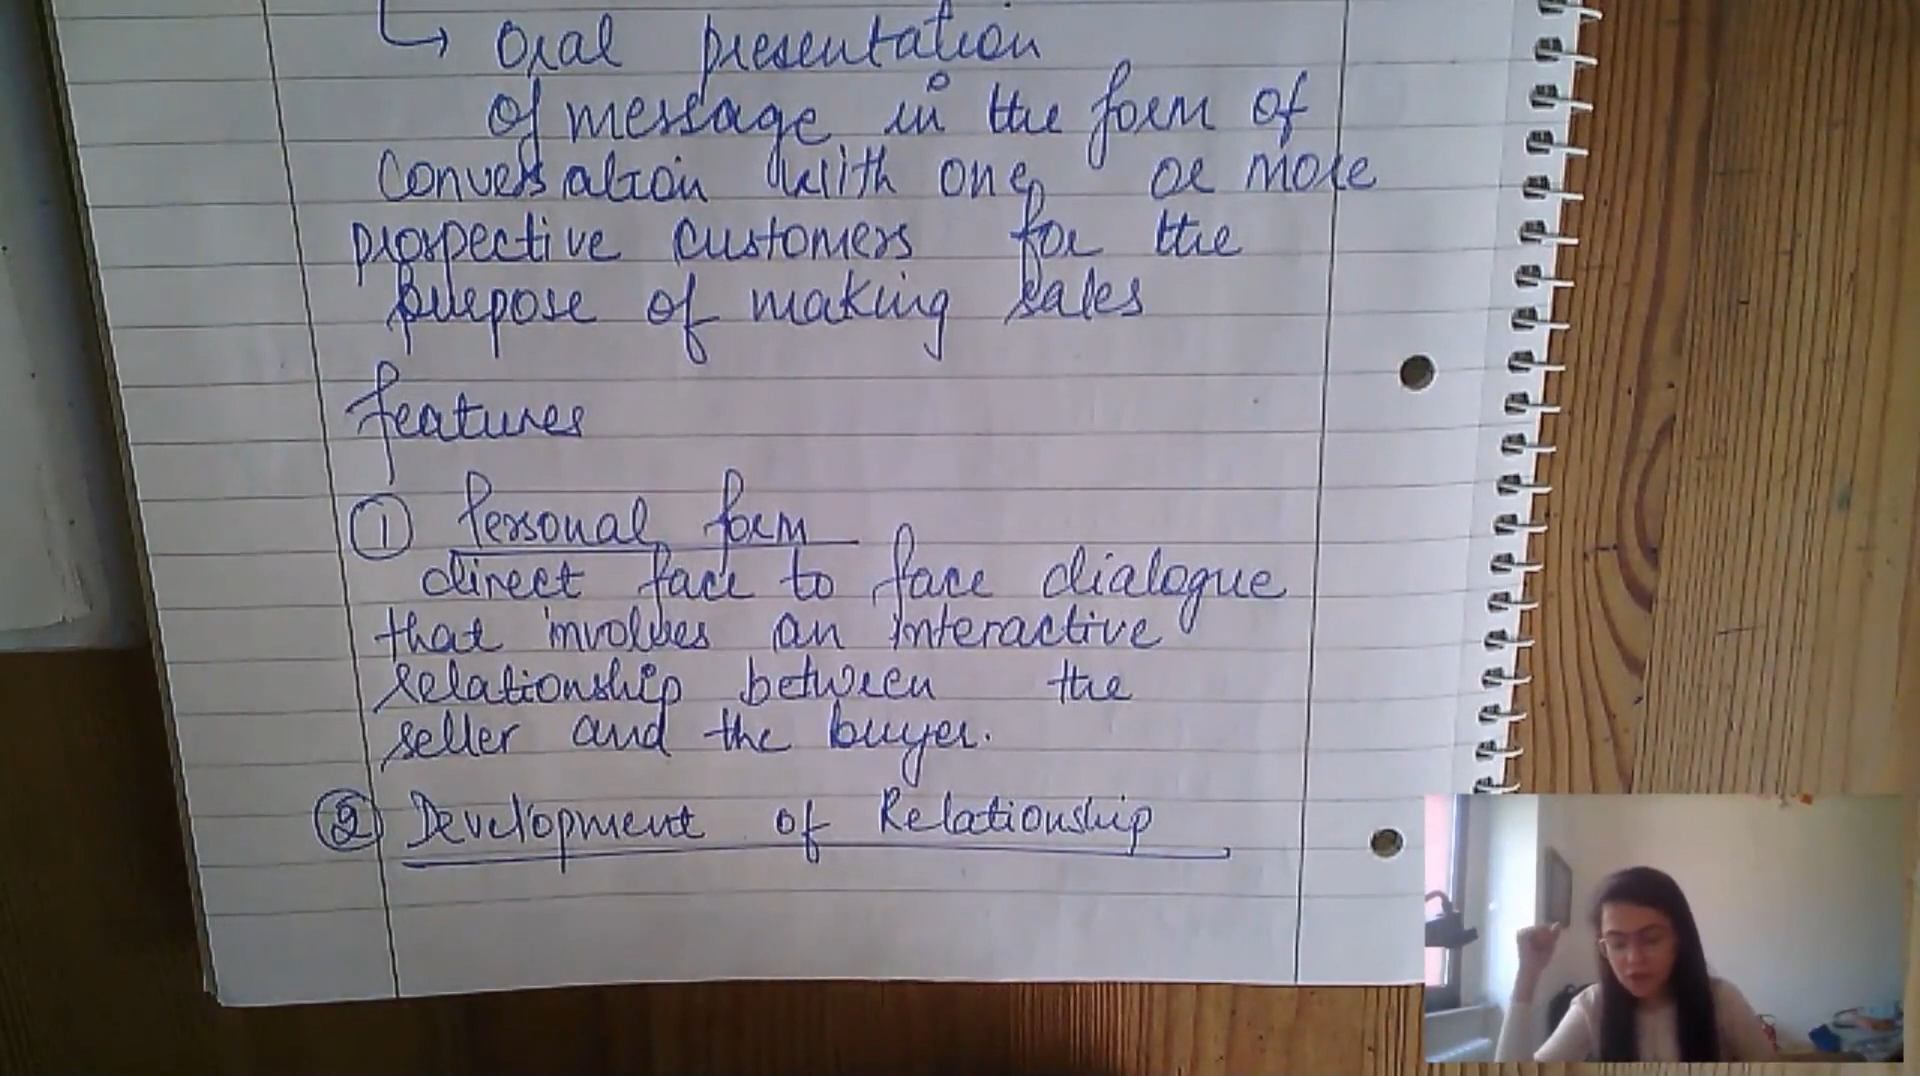 ↳ Oral presentation
of message in the form of
conversation with one or more
prospective customers for the
purpose of making sales
features
① Personal form
direct face to face dialogue
that involves an interactive
relationship between the
seller and the buyer.
② Development of Relationship